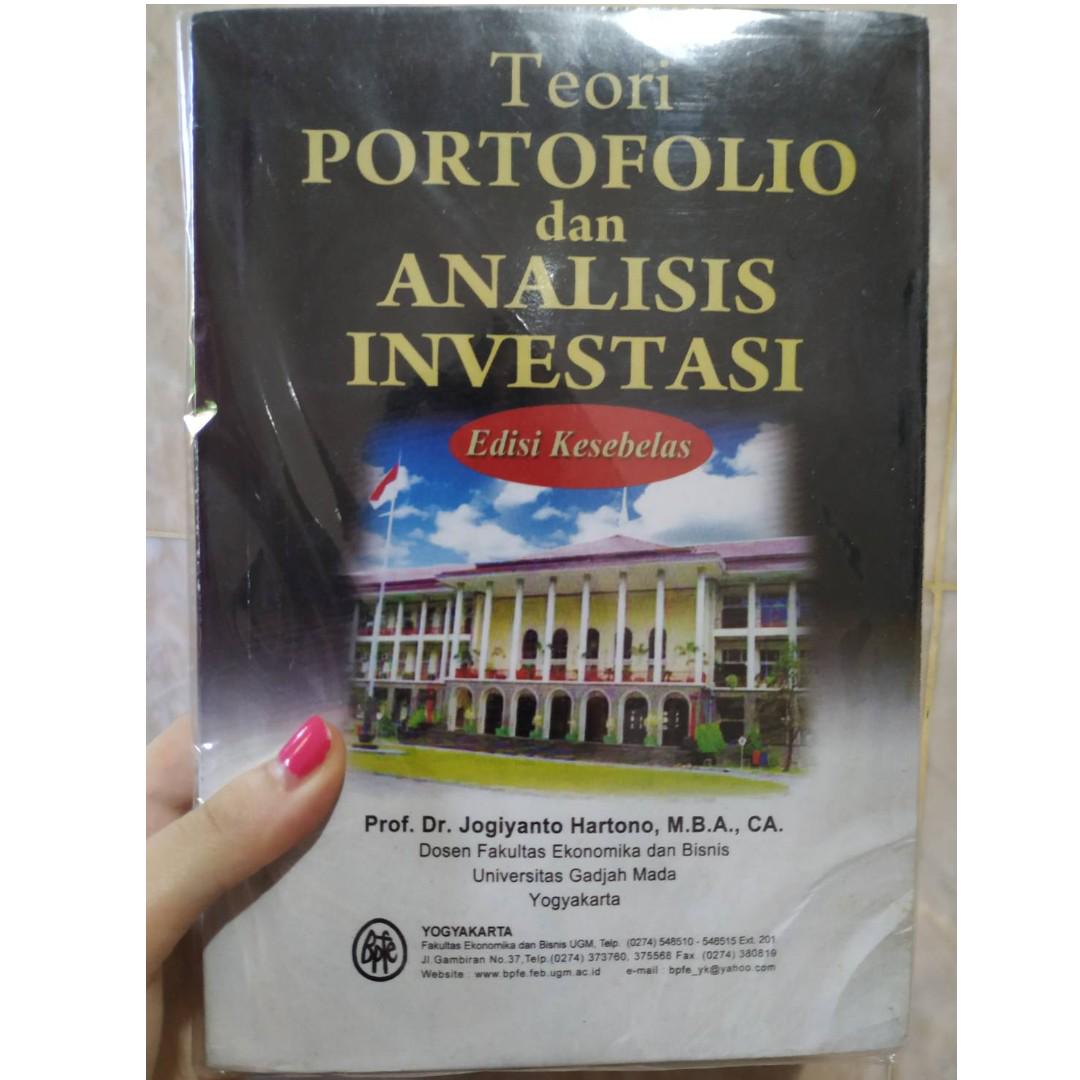 Teori
PORTOFOLIO
dan
ANALISIS
INVESTASI
Edisi Kesebelas
Prof. Dr. Jogiyanto Hartono, M.B.A., CA.
Dosen Fakultas Ekonomika dan Bisnis
Universitas Gadjah Mada
Yogyakarta
Bpfe
YOGYAKARTA
Fakultas Ekonomika dan Bisnis UGM, Telp. (0274) 548510 - 548515 Ext. 201
Jl.Gambiran No.37,Telp.(0274) 373760, 375568 Fax. (0274) 380819
Website : www.bpfe.feb.ugm.ac.id e-mail : bpfe_yk@yahoo.com